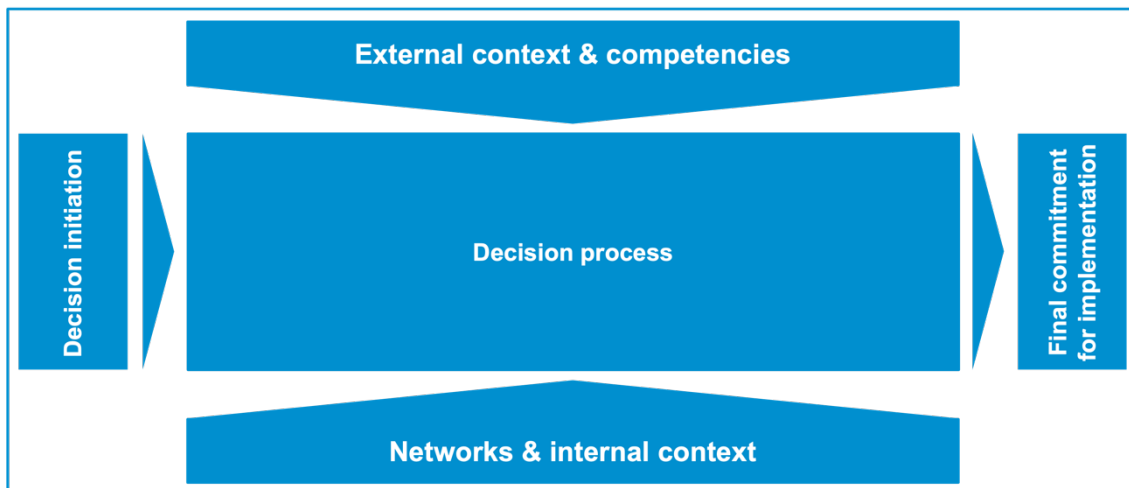 External context & competencies
Decision initiation
Decision process
Final commitment
for implementation
Networks & internal context